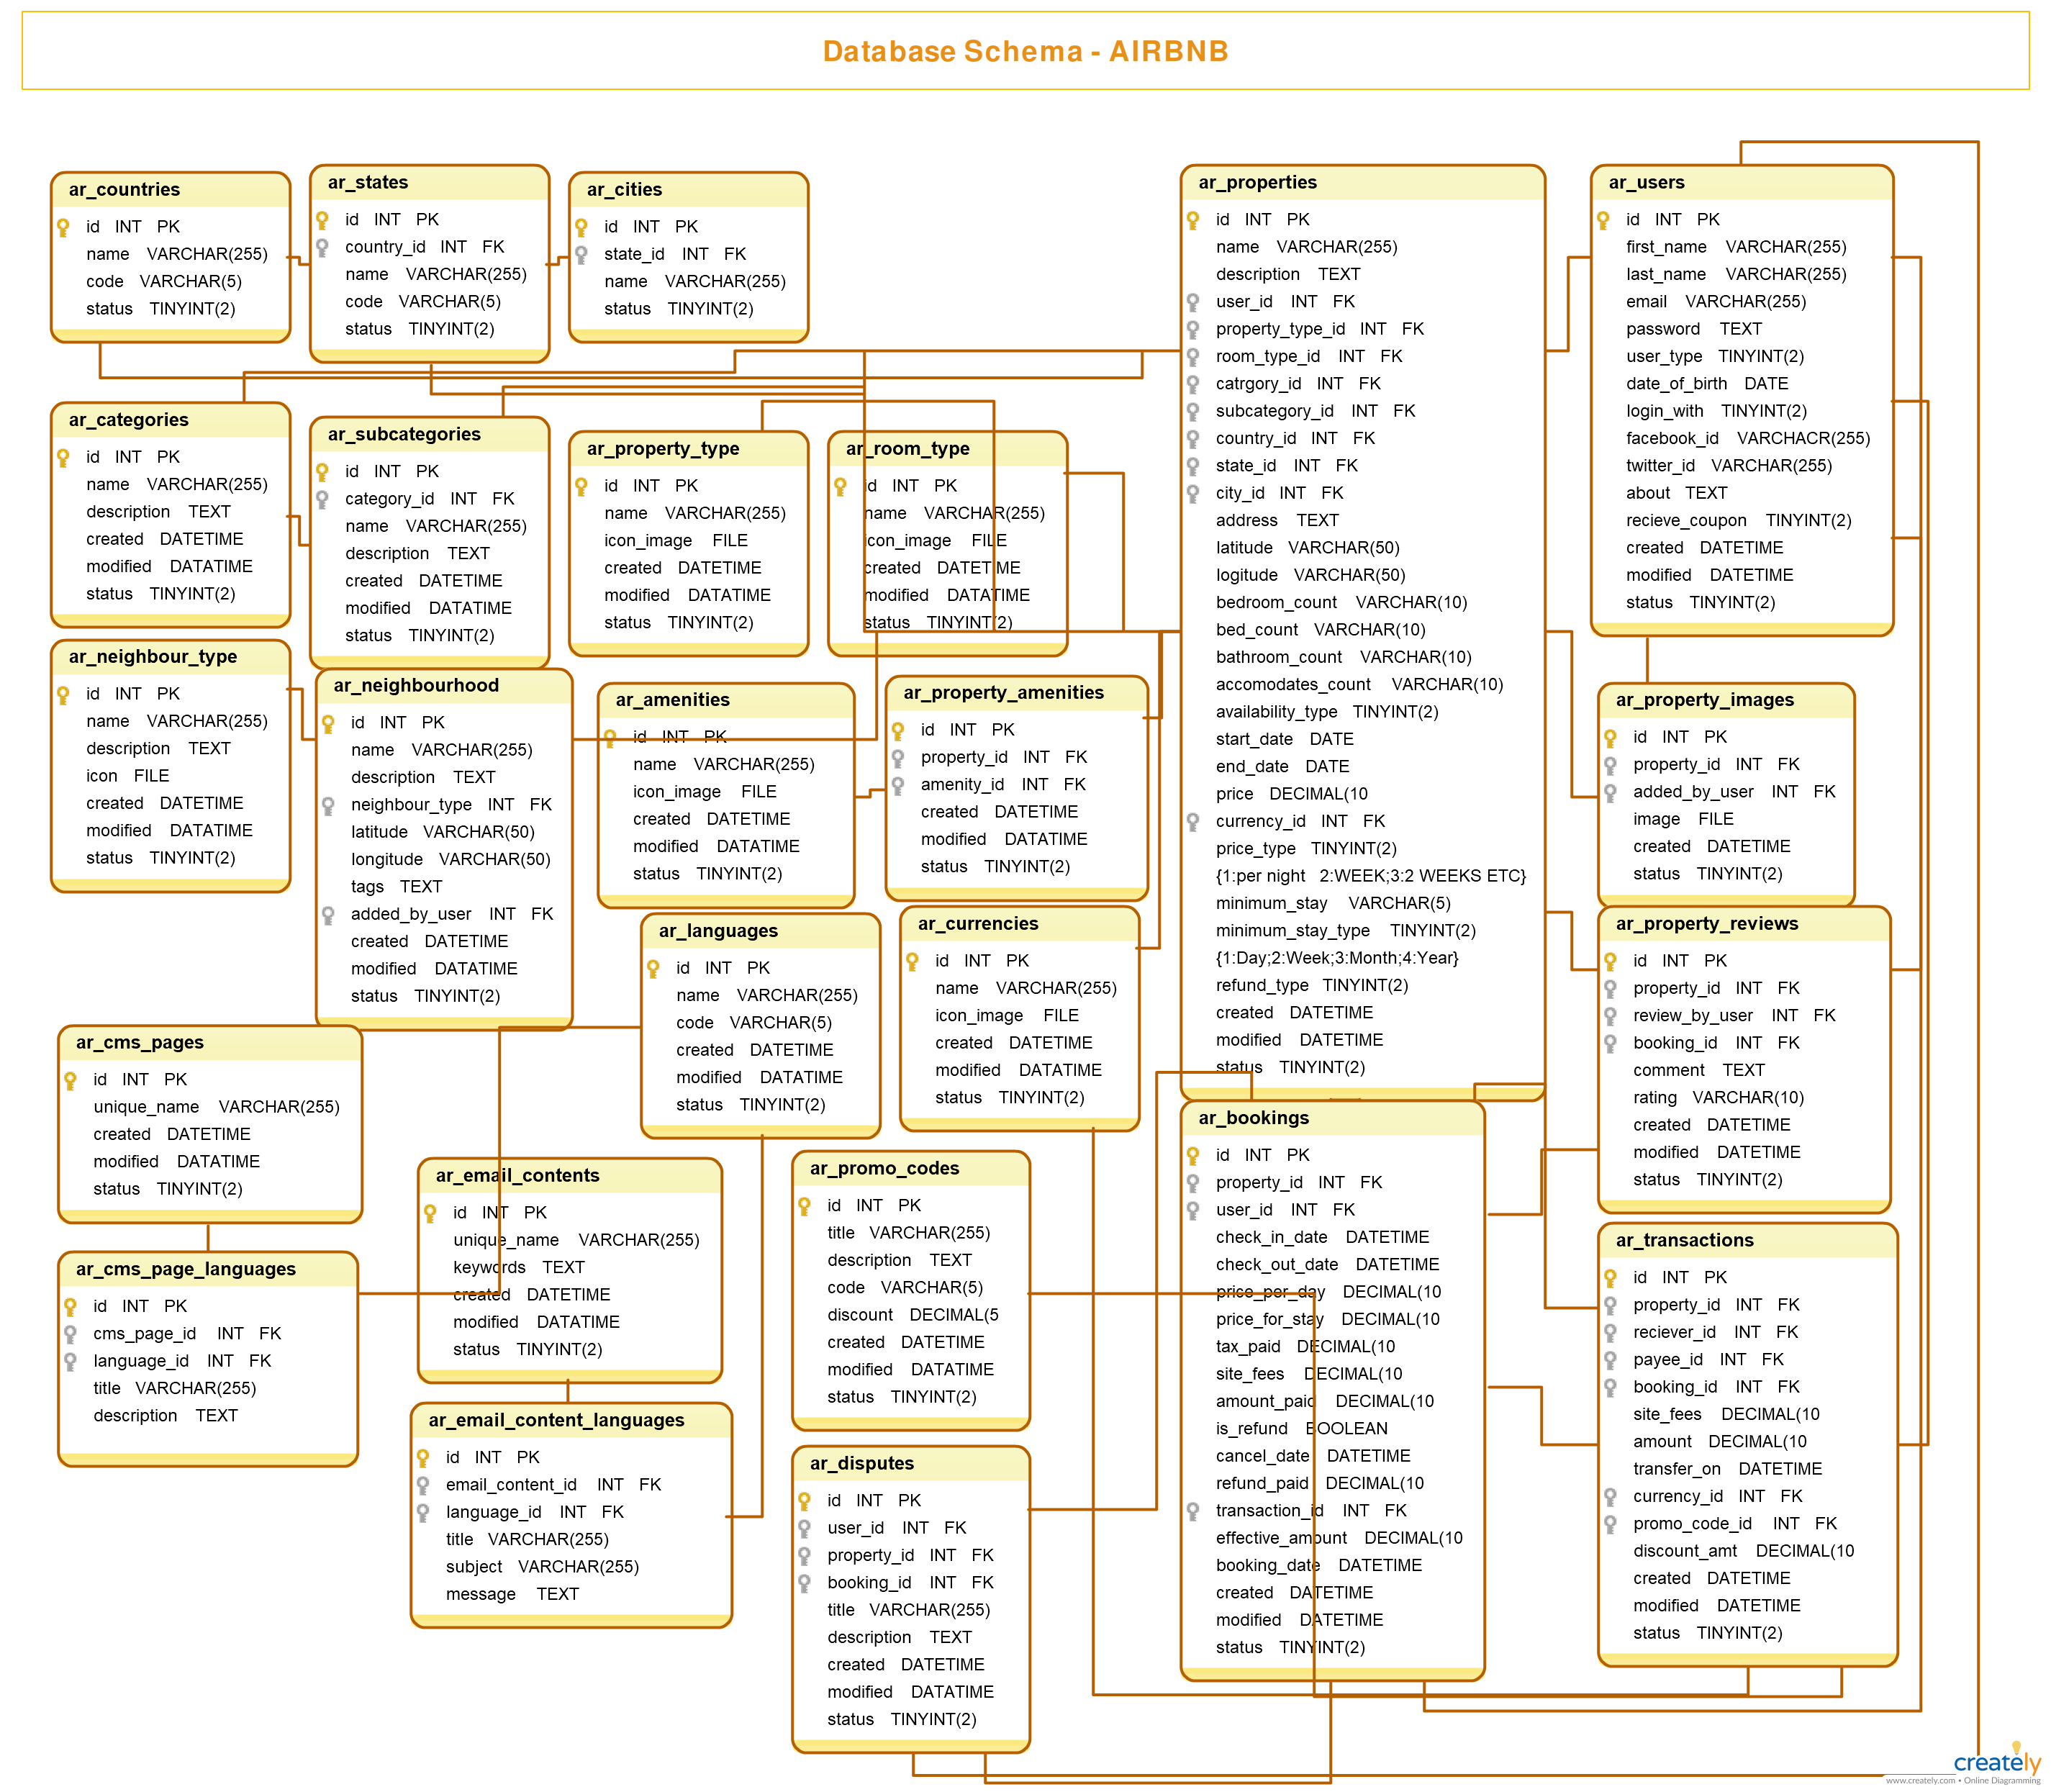 Database Schema - AIRBNB
ar_countries
id INT PK
name VARCHAR(255)
code VARCHAR(5)
status TINYINT(2)
ar_states
id INT PK
country_id INT FK
name VARCHAR(255)
code VARCHAR(5)
status TINYINT(2)
ar_cities
id INT PK
state_id INT FK
name VARCHAR(255)
status TINYINT(2)
ar_properties
id INT PK
name VARCHAR(255)
description TEXT
user_id INT FK
property_type_id INT FK
room_type_id INT FK
catrgory_id INT FK
subcategory_id INT FK
country_id INT FK
state_id INT FK
city_id INT FK
address TEXT
latitude VARCHAR(50)
logitude VARCHAR(50)
bedroom_count VARCHAR(10)
bed_count VARCHAR(10)
bathroom_count VARCHAR(10)
accomodates_count VARCHAR(10)
availability_type TINYINT(2)
start_date DATE
end_date DATE
price DECIMAL(10
currency_id INT FK
price_type TINYINT(2)
{1:per night 2:WEEK;3:2 WEEKS ETC}
minimum_stay VARCHAR(5)
minimum_stay_type TINYINT(2)
{1:Day;2:Week;3:Month;4:Year}
refund_type TINYINT(2)
created DATETIME
modified DATETIME
status TINYINT(2)
ar_users
id INT PK
first_name VARCHAR(255)
last_name VARCHAR(255)
email VARCHAR(255)
password TEXT
user_type TINYINT(2)
date_of_birth DATE
login_with TINYINT(2)
facebook_id VARCHACR(255)
twitter_id VARCHAR(255)
about TEXT
recieve_coupon TINYINT(2)
created DATETIME
modified DATETIME
status TINYINT(2)
ar_categories
id INT PK
name VARCHAR(255)
description TEXT
created DATETIME
modified DATATIME
status TINYINT(2)
ar_subcategories
id INT PK
category_id INT FK
name VARCHAR(255)
description TEXT
created DATETIME
modified DATATIME
status TINYINT(2)
ar_property_type
id INT PK
name VARCHAR(255)
icon_image FILE
created DATETIME
modified DATATIME
status TINYINT(2)
ar_room_type
id INT PK
name VARCHAR(255)
icon_image FILE
created DATETIME
modified DATATIME
status TINYINT(2)
ar_neighbour_type
id INT PK
name VARCHAR(255)
description TEXT
icon FILE
created DATETIME
modified DATATIME
status TINYINT(2)
ar_neighbourhood
id INT PK
name VARCHAR(255)
description TEXT
neighbour_type INT FK
latitude VARCHAR(50)
longitude VARCHAR(50)
tags TEXT
added_by_user INT FK
created DATETIME
modified DATATIME
status TINYINT(2)
ar_amenities
id INT PK
name VARCHAR(255)
icon_image FILE
created DATETIME
modified DATATIME
status TINYINT(2)
ar_property_amenities
id INT PK
property_id INT FK
amenity_id INT FK
created DATETIME
modified DATATIME
status TINYINT(2)
ar_property_images
id INT PK
property_id INT FK
added_by_user INT FK
image FILE
created DATETIME
status TINYINT(2)
ar_languages
id INT PK
name VARCHAR(255)
code VARCHAR(5)
created DATETIME
modified DATATIME
status TINYINT(2)
ar_currencies
id INT PK
name VARCHAR(255)
icon_image FILE
created DATETIME
modified DATATIME
status TINYINT(2)
ar_property_reviews
id INT PK
property_id INT FK
review_by_user INT FK
booking_id INT FK
comment TEXT
rating VARCHAR(10)
created DATETIME
modified DATETIME
status TINYINT(2)
ar_cms_pages
id INT PK
unique_name VARCHAR(255)
created DATETIME
modified DATATIME
status TINYINT(2)
ar_email_contents
id INT PK
unique_name VARCHAR(255)
keywords TEXT
created DATETIME
modified DATATIME
status TINYINT(2)
ar_promo_codes
id INT PK
title VARCHAR(255)
description TEXT
code VARCHAR(5)
discount DECIMAL(5
created DATETIME
modified DATATIME
status TINYINT(2)
ar_bookings
id INT PK
property_id INT FK
user_id INT FK
check_in_date DATETIME
check_out_date DATETIME
price_per_day DECIMAL(10
price_for_stay DECIMAL(10
tax_paid DECIMAL(10
site_fees DECIMAL(10
amount_paid DECIMAL(10
is_refund BOOLEAN
cancel_date DATETIME
refund_paid DECIMAL(10
transaction_id INT FK
effective_amount DECIMAL(10
booking_date DATETIME
created DATETIME
modified DATETIME
status TINYINT(2)
ar_transactions
id INT PK
property_id INT FK
reciever_id INT FK
payee_id INT FK
booking_id INT FK
site_fees DECIMAL(10
amount DECIMAL(10
transfer_on DATETIME
currency_id INT FK
promo_code_id INT FK
discount_amt DECIMAL(10
created DATETIME
modified DATETIME
status TINYINT(2)
ar_cms_page_languages
id INT PK
cms_page_id INT FK
language_id INT FK
title VARCHAR(255)
description TEXT
ar_email_content_languages
id INT PK
email_content_id INT FK
language_id INT FK
title VARCHAR(255)
subject VARCHAR(255)
message TEXT
ar_disputes
id INT PK
user_id INT FK
property_id INT FK
booking_id INT FK
title VARCHAR(255)
description TEXT
created DATETIME
modified DATATIME
status TINYINT(2)
creately
www.creately.com • Online Diagramming